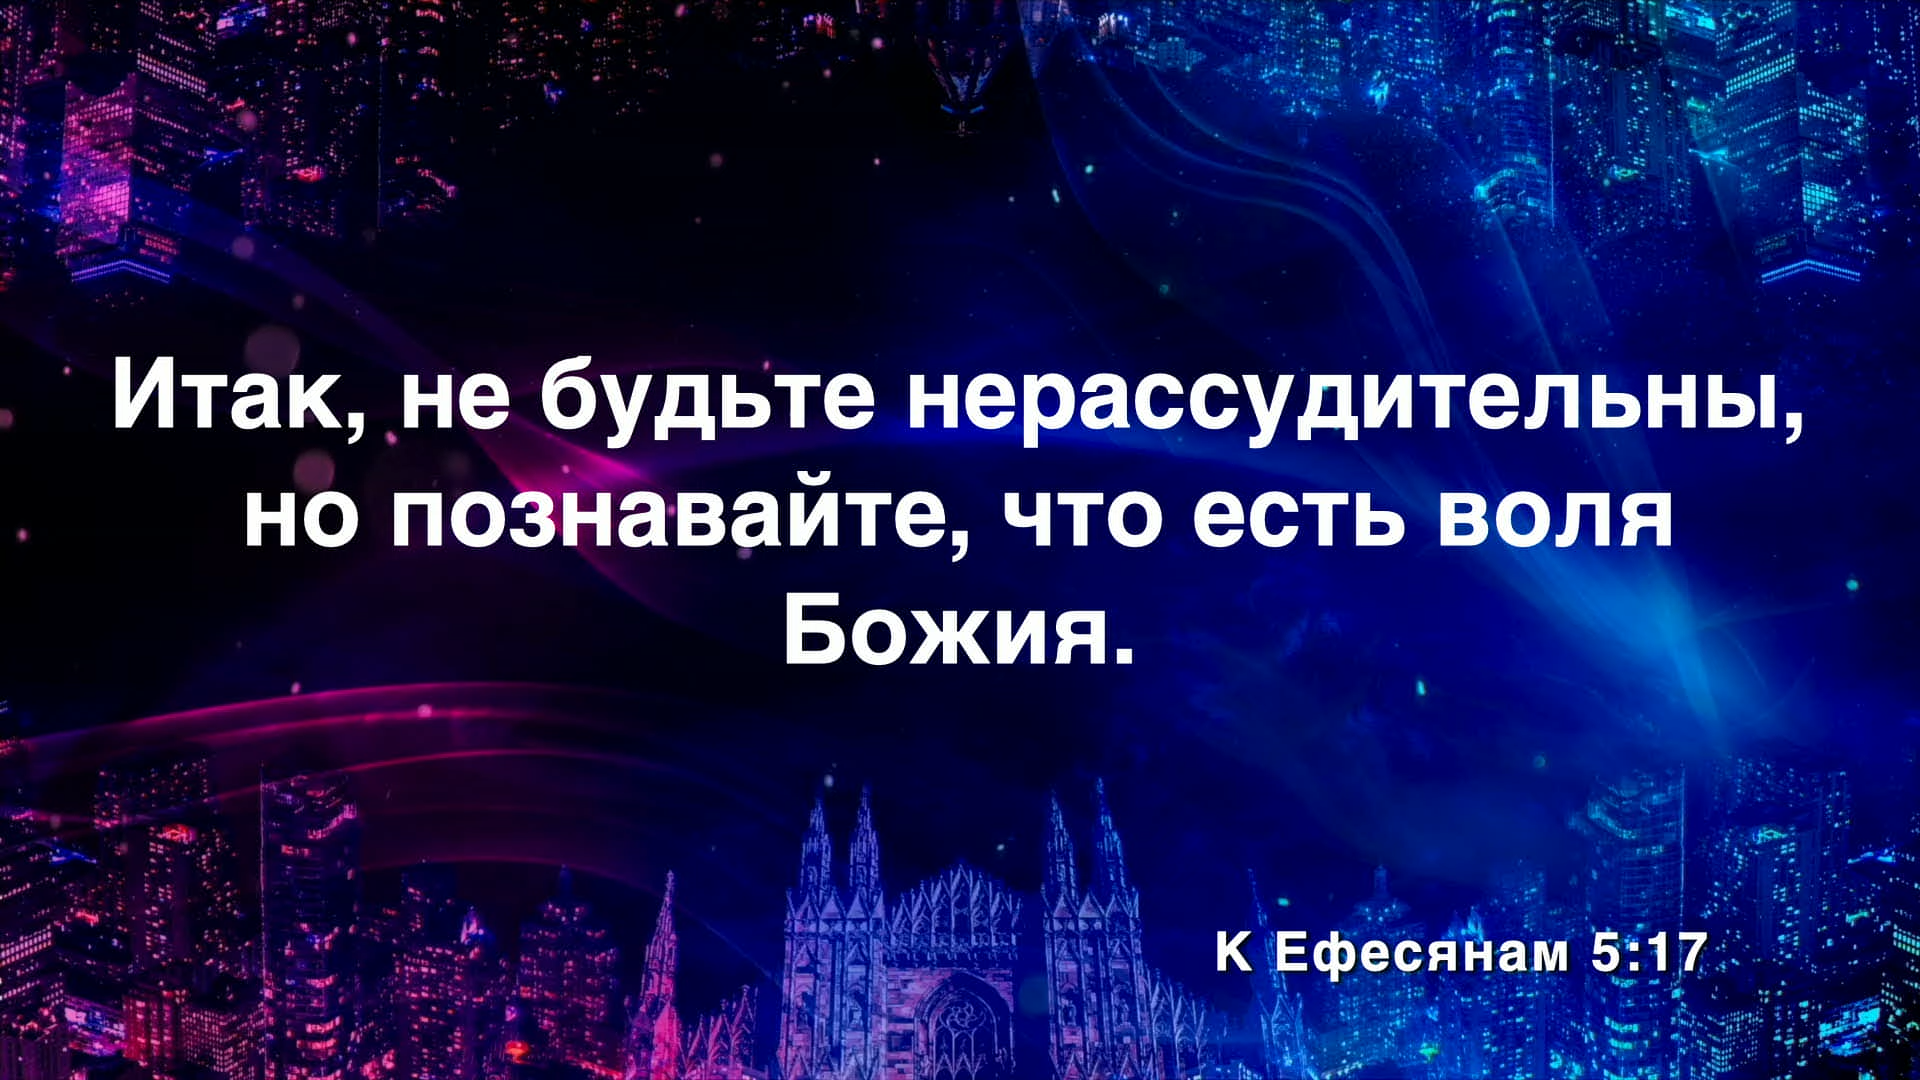 Итак, не будьте нерассудительны,
но познавайте, что есть воля
Божия.
К Ефесянам 5:17